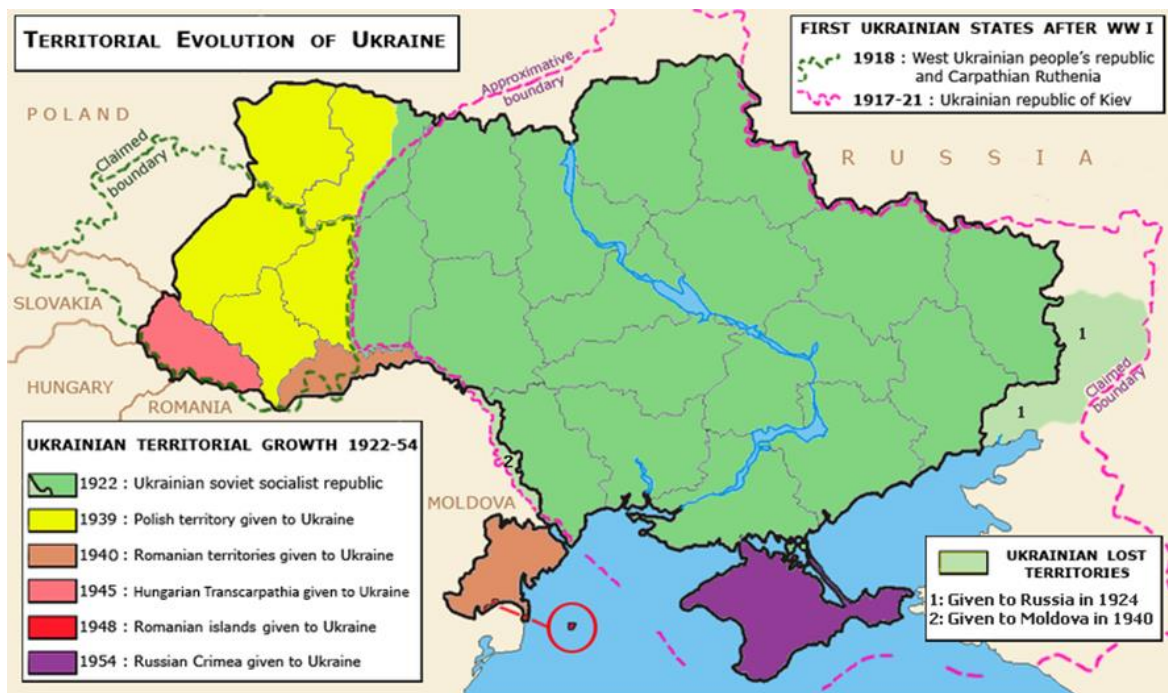 TERRITORIAL EVOLUTION OF UKRAINE
FIRST UKRAINIAN STATES AFTER WW I
1918 : West Ukrainian people's republic
and Carpathian Ruthenia
1917-21 : Ukrainian republic of Kiev
Approximative
boundary
POLAND
Claimed
boundary
RUSSIA
SLOVAKIA
HUNGARY
ROMANIA
1
1
Claimed
boundary
2
MOLDOVA
UKRAINIAN TERRITORIAL GROWTH 1922-54
1922 : Ukrainian soviet socialist republic
1939 : Polish territory given to Ukraine
1940 : Romanian territories given to Ukraine
1945 : Hungarian Transcarpathia given to Ukraine
1948 : Romanian islands given to Ukraine
1954 : Russian Crimea given to Ukraine
UKRAINIAN LOST
TERRITORIES
1: Given to Russia in 1924
2: Given to Moldova in 1940